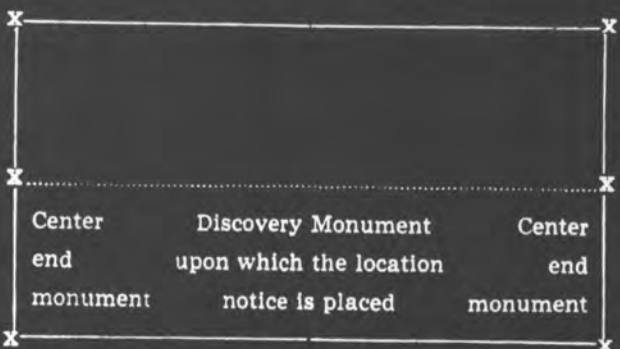 X X
X X
Center Discovery Monument Center
end upon which the location end
monument notice is placed monument
X X